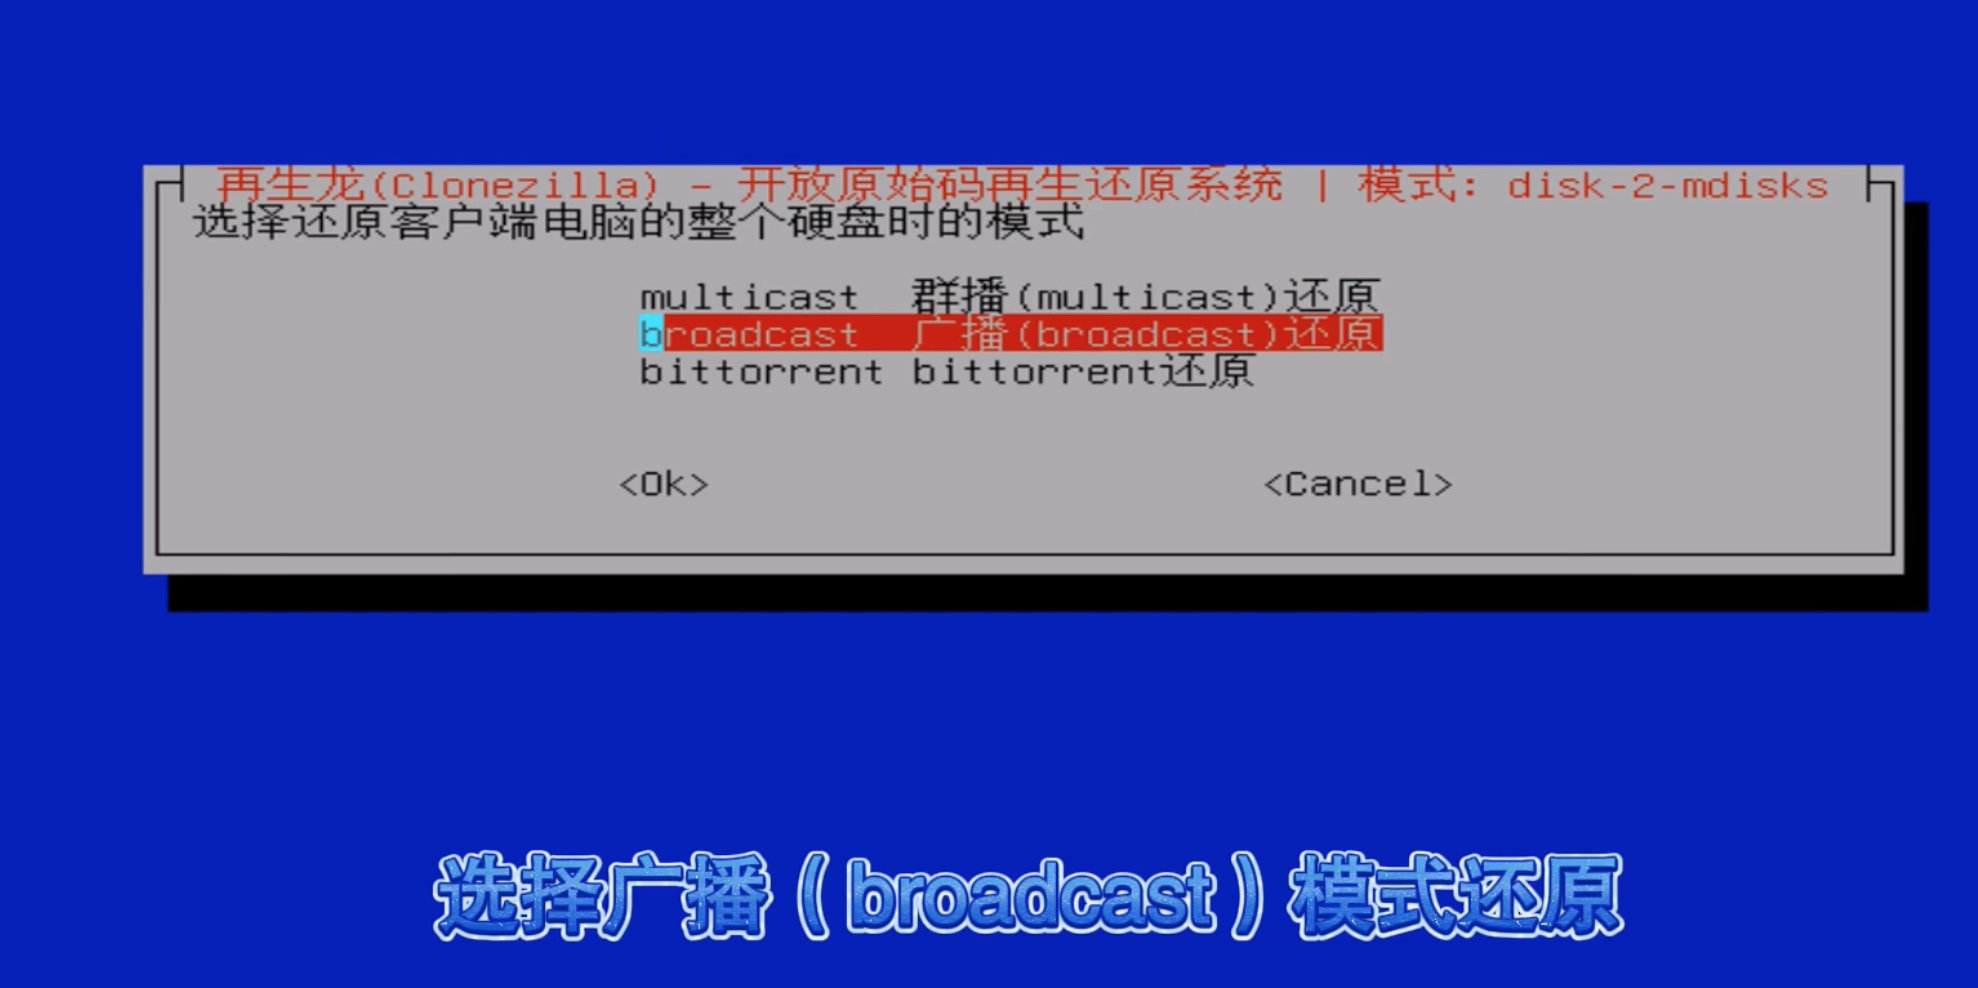 再生龙(Clonezilla) - 开放原始码再生还原系统 | 模式: disk-2-mdisks
选择还原客户端电脑的整个硬盘时的模式
multicast 群播(multicast)还原
broadcast 广播(broadcast)还原
bittorrent bittorrent还原
<Ok> <Cancel>
选择广播（broadcast）模式还原